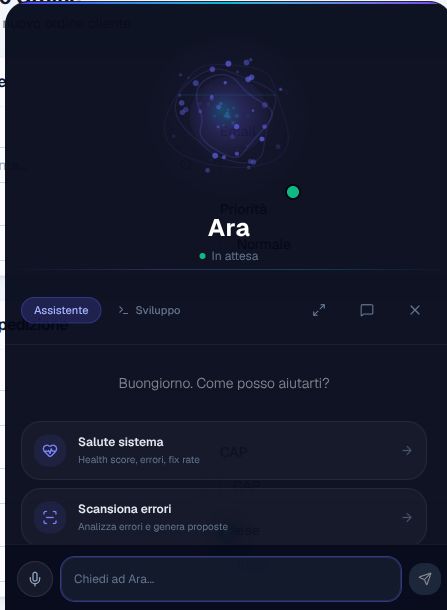 nuovo ordine cliente
Priorità
Ara
Normale
In attesa
Assistente
Sviluppo
Buongiorno. Come posso aiutarti?
Salute sistema
CAP
Health score, errori, fix rate
CAP
Scansiona errori
Analizza errori e genera proposte
Chiedi ad Ara...